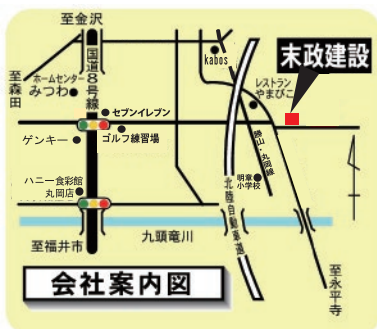 至金沢
国道8号線
至森田
ホームセンター
みつわ
kabos
末政建設
レストラン
やまびこ
セブンイレブン
ゲンキー
ゴルフ練習場
勝山・丸岡線
明章
小学校
ハニー食彩館
丸岡店
北陸自動車道
至福井市
九頭竜川
至永平寺
会社案内図